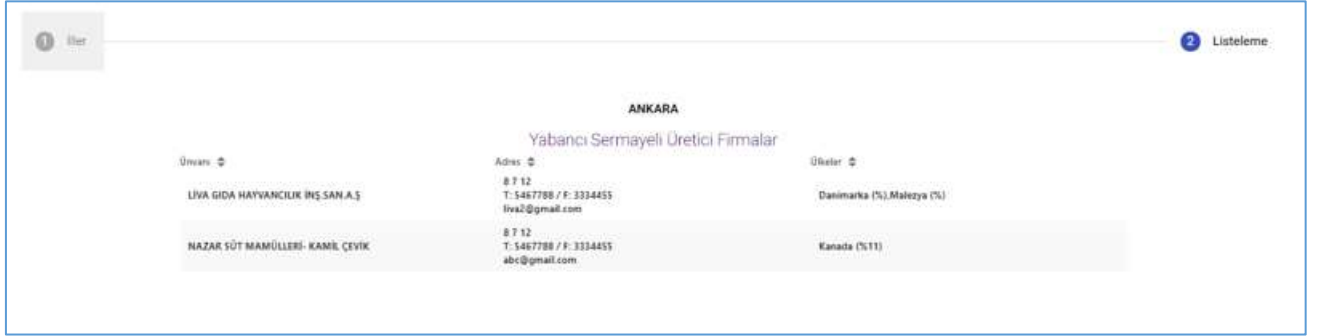 1 İller
2 Listeleme
ANKARA
Yabancı Sermayeli Üretici Firmalar
Ünvanı Adres Ülkeler
LİVA GIDA HAYVANCILIK İNŞ.SAN.A.Ş
8 7 12
T: 5467788 / F: 3334455
liva2@gmail.com
Danimarka (%),Malezya (%)
NAZAR SÜT MAMÜLLERİ- KAMİL ÇEVİK
8 7 12
T: 5467788 / F: 3334455
abc@gmail.com
Kanada (%11)